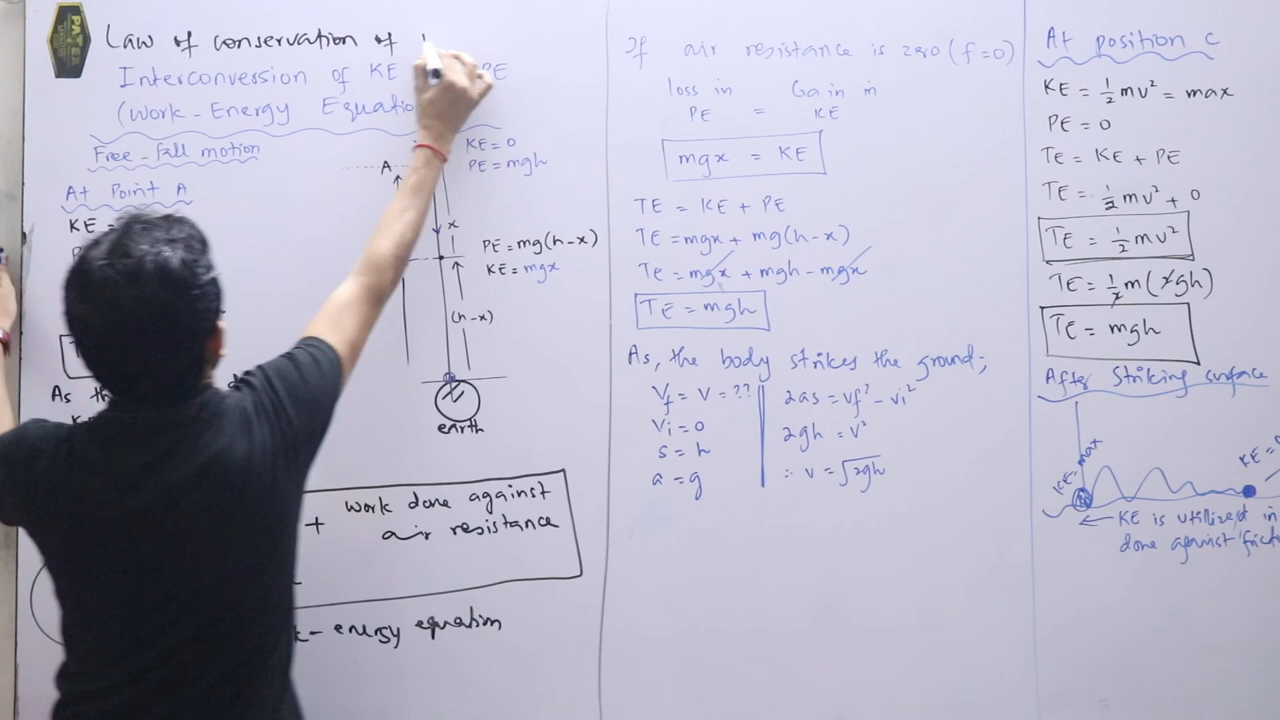 PATEK
Law of conservation of
Interconversion of KE PE
(Work-Energy Equatio
Free-fall motion
At Point A
KE =
As th
A
KE=0
PE=mgh
x
PE=mg(h-x)
KE=mgx
(h-x)
earth
+ work done against
air resistance
- energy equation
If air resistance is zero (f=0)
loss in Gain in
PE = KE
mgx = KE
TE = KE + PE
TE = mgx + mg(h-x)
Te = mgx + mgh - mgx
TE = mgh
As, the body strikes the ground;
Vf = V = ??
Vi = 0
s = h
a = g
2as = vf² - vi²
2gh = v²
∴ v = √2gh
At position C
KE = 1/2 mv² = max
PE = 0
Te = KE + PE
TE = 1/2 mv² + 0
TE = 1/2 mv²
TE = 1/2 m(2gh)
TE = mgh
After Striking surface
KE=max
KE=
← KE is utilized in
done against fricti